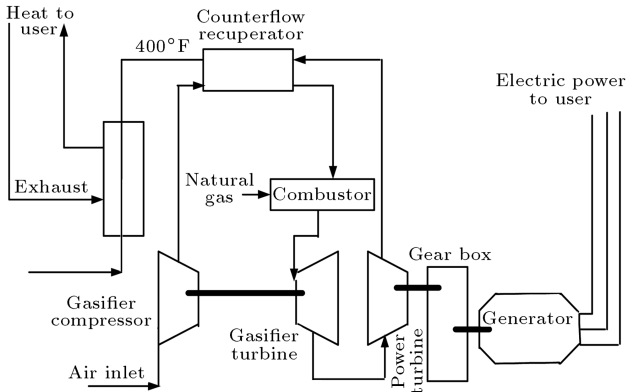 Heat to
user
Counterflow
recuperator
400°F
Electric power
to user
Exhaust
Natural
gas
Combustor
Gear box
Gasifier
compressor
Gasifier
turbine
Power
turbine
Generator
Air inlet